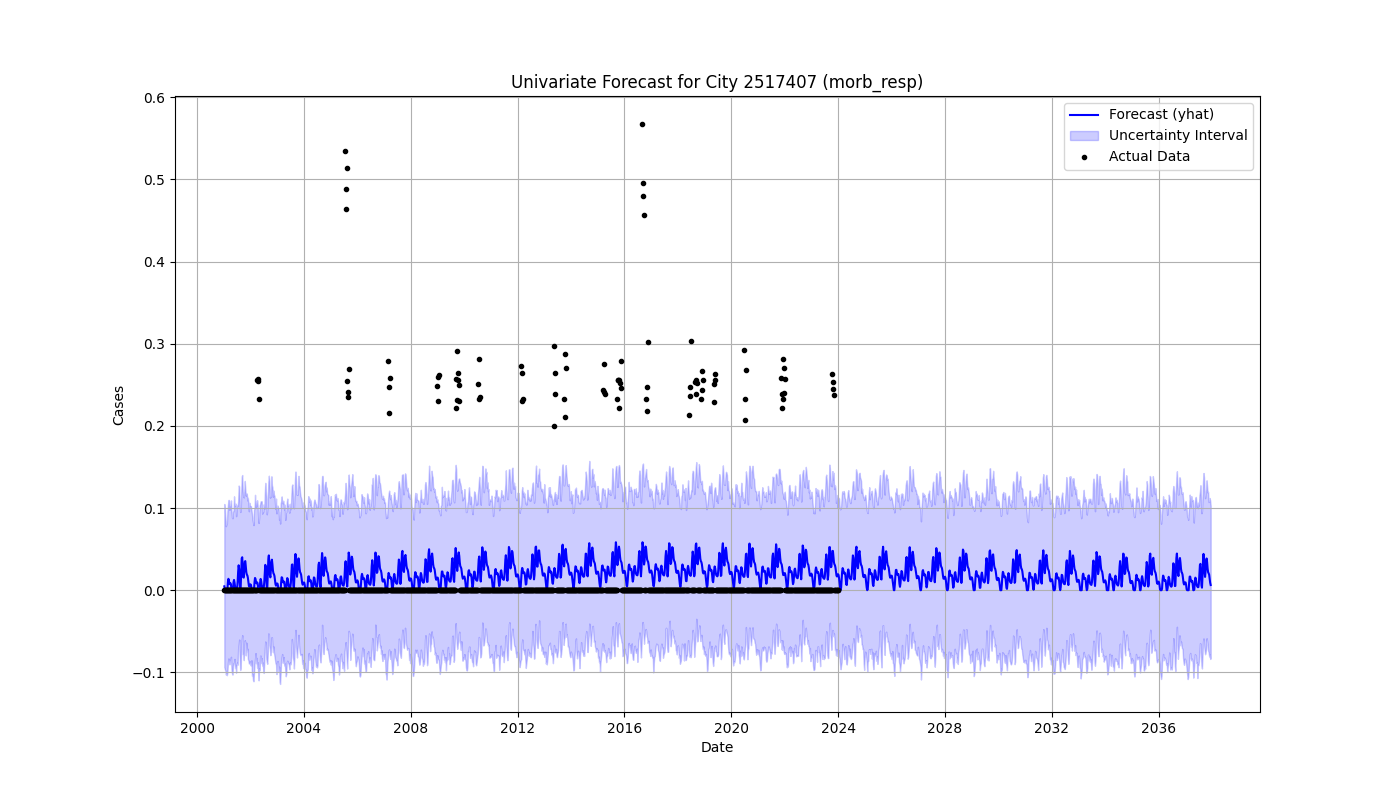 Univariate Forecast for City 2517407 (morb_resp)
Forecast (yhat)
Uncertainty Interval
Actual Data
Cases
0.6
0.5
0.4
0.3
0.2
0.1
0.0
−0.1
2000 2004 2008 2012 2016 2020 2024 2028 2032 2036
Date